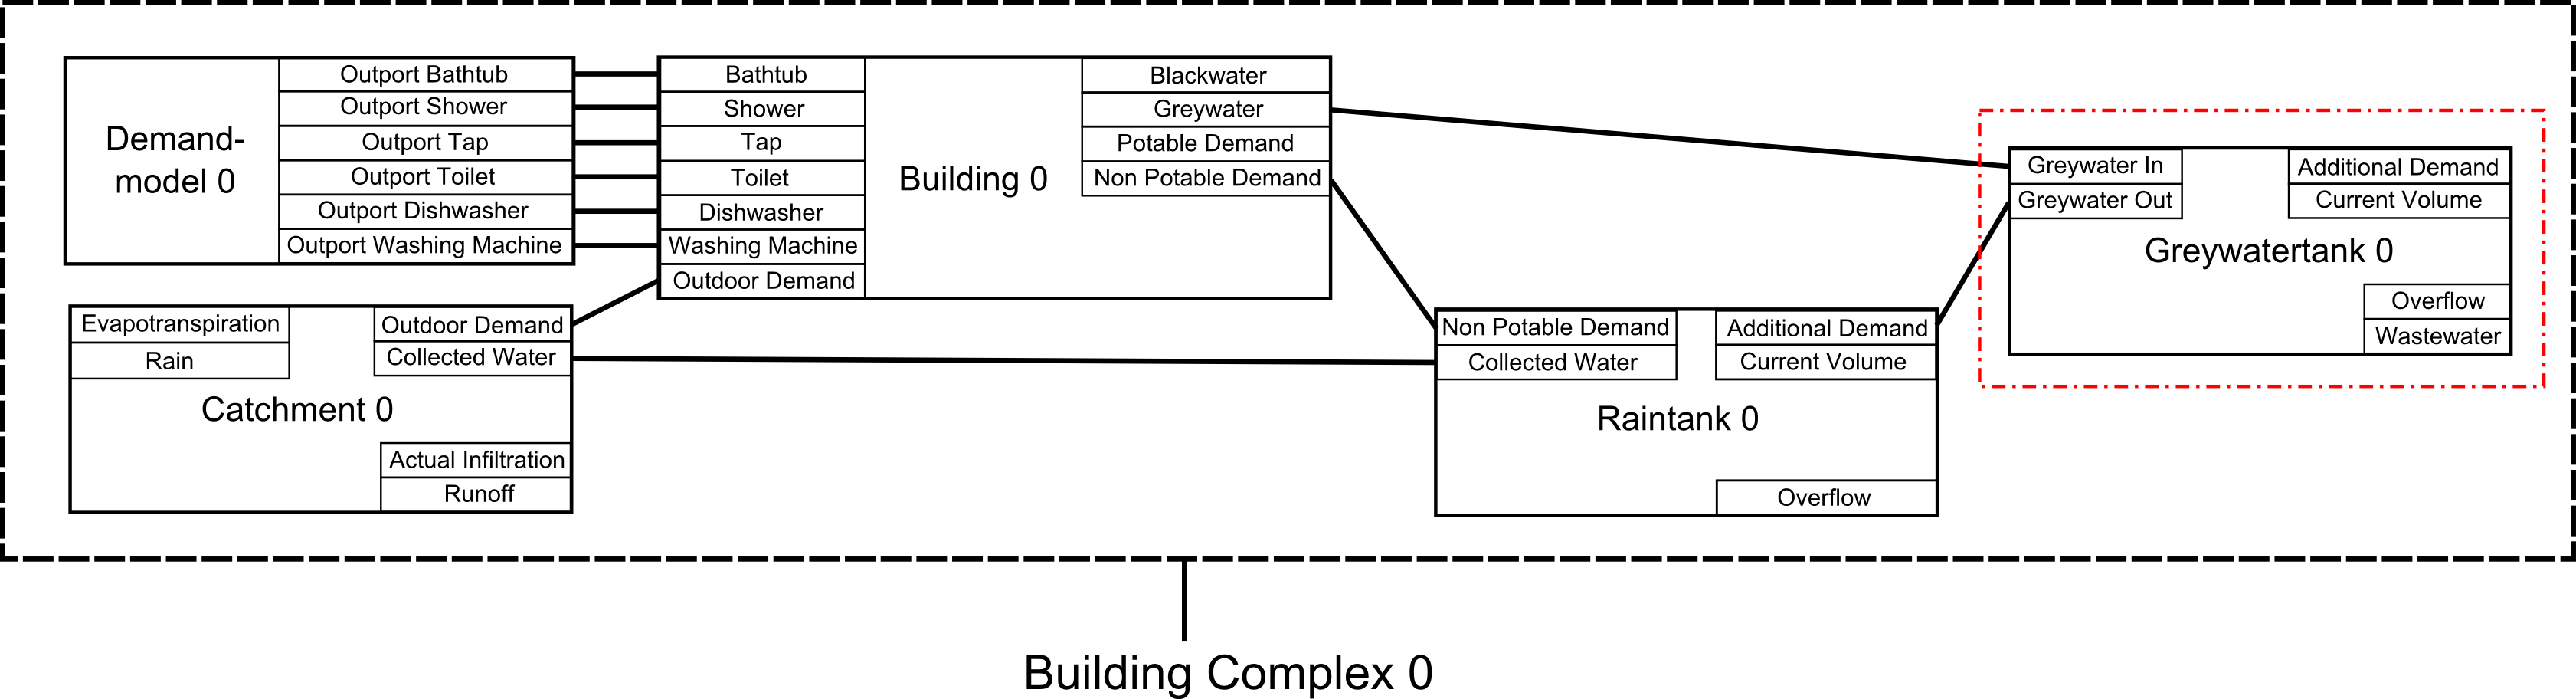 Demand-
model 0
Outport Bathtub
Outport Shower
Outport Tap
Outport Toilet
Outport Dishwasher
Outport Washing Machine
Bathtub
Shower
Tap
Toilet
Dishwasher
Washing Machine
Outdoor Demand
Building 0
Blackwater
Greywater
Potable Demand
Non Potable Demand
Greywater In
Greywater Out
Additional Demand
Current Volume
Greywatertank 0
Overflow
Wastewater
Evapotranspiration
Rain
Outdoor Demand
Collected Water
Catchment 0
Actual Infiltration
Runoff
Non Potable Demand
Collected Water
Additional Demand
Current Volume
Raintank 0
Overflow
Building Complex 0